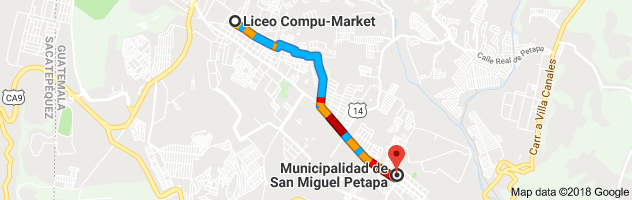 Liceo Compu-Market
GUATEMALA
SACATEPÉQUEZ
CA9
14
Calle Real de Petapa
Carr. a Villa Canales
Municipalidad de
San Miguel Petapa
Map data ©2018 Google